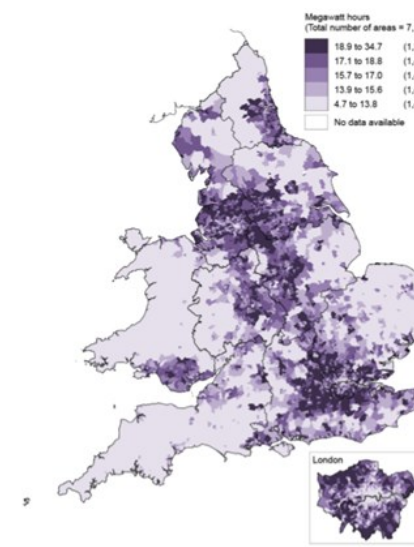 Megawatt hours
(Total number of areas = 7,
18.9 to 34.7 (1,
17.1 to 18.8 (1,
15.7 to 17.0 (1,
13.9 to 15.6 (1,
4.7 to 13.8 (1,
No data available
London